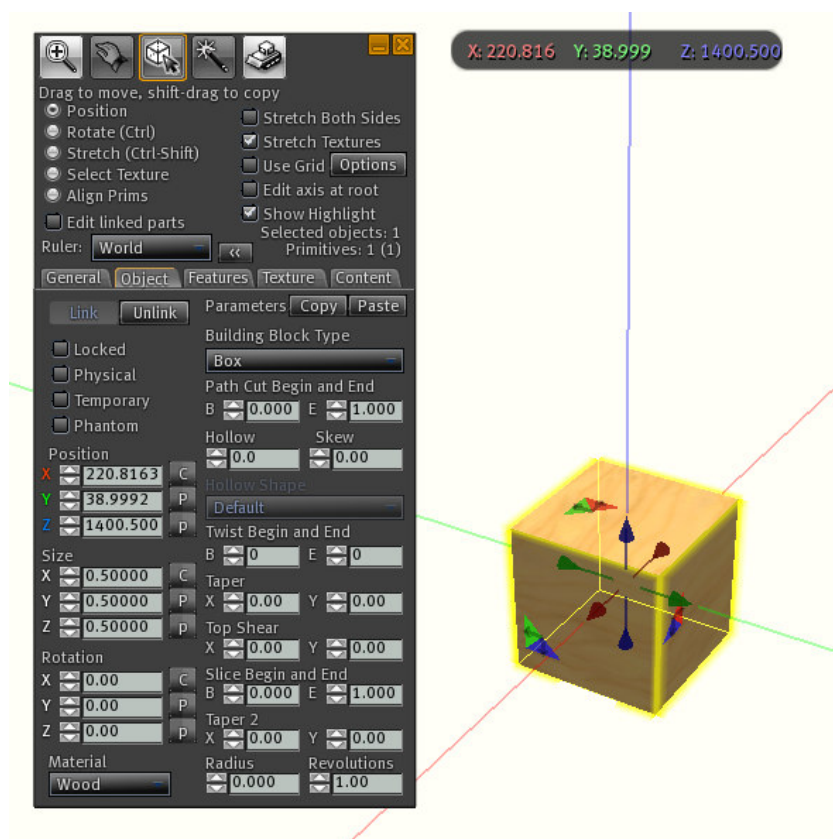 X: 220.816 Y: 38.999 Z: 1400.500
Drag to move, shift-drag to copy
Position
Rotate (Ctrl)
Stretch (Ctrl-Shift)
Select Texture
Align Prims
Edit linked parts
Stretch Both Sides
Stretch Textures
Use Grid Options
Edit axis at root
Show Highlight
Selected objects: 1
Primitives: 1 (1)
Ruler: World <<
General Object Features Texture Content
Link Unlink
Locked
Physical
Temporary
Phantom
Position
X 220.8163 C
Y 38.9992 P
Z 1400.500 p
Size
X 0.50000 C
Y 0.50000 P
Z 0.50000 p
Rotation
X 0.00 C
Y 0.00 P
Z 0.00 p
Material
Wood
Parameters Copy Paste
Building Block Type
Box
Path Cut Begin and End
B 0.000 E 1.000
Hollow Skew
0.0 0.00
Hollow Shape
Default
Twist Begin and End
B 0 E 0
Taper
X 0.00 Y 0.00
Top Shear
X 0.00 Y 0.00
Slice Begin and End
B 0.000 E 1.000
Taper 2
X 0.00 Y 0.00
Radius Revolutions
0.000 1.00